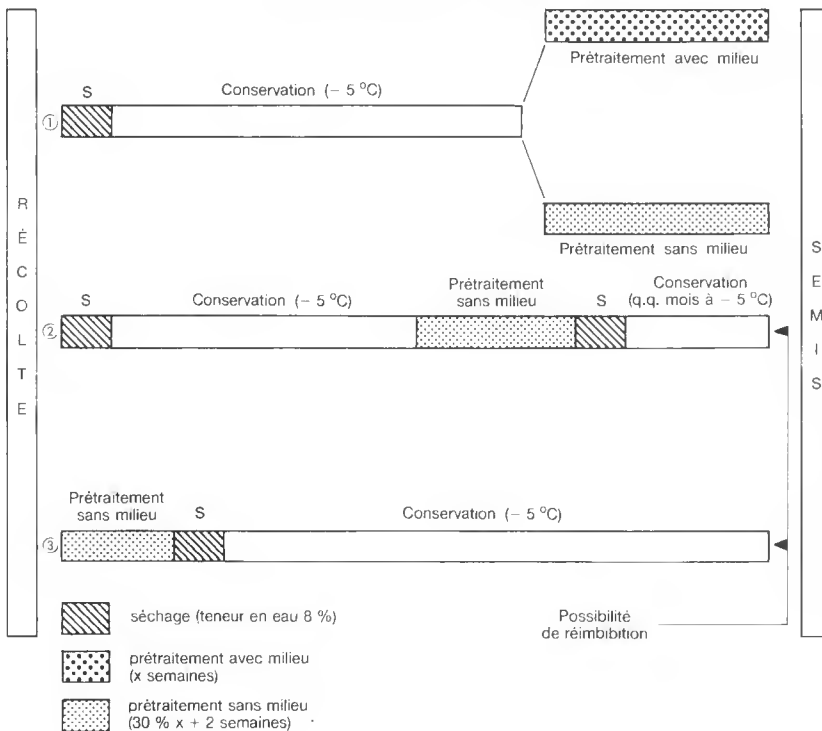 RÉCOLTE
Prétraitement avec milieu
S
Conservation (– 5 °C)
①
Prétraitement sans milieu
Prétraitement
sans milieu
Conservation
(q.q. mois à – 5 °C)
S
Conservation (– 5 °C)
S
②
Prétraitement
sans milieu
S
Conservation (– 5 °C)
③
séchage (teneur en eau 8 %)
Possibilité
de réimbibition
prétraitement avec milieu
(x semaines)
prétraitement sans milieu
(30 % x + 2 semaines)
SEMIS